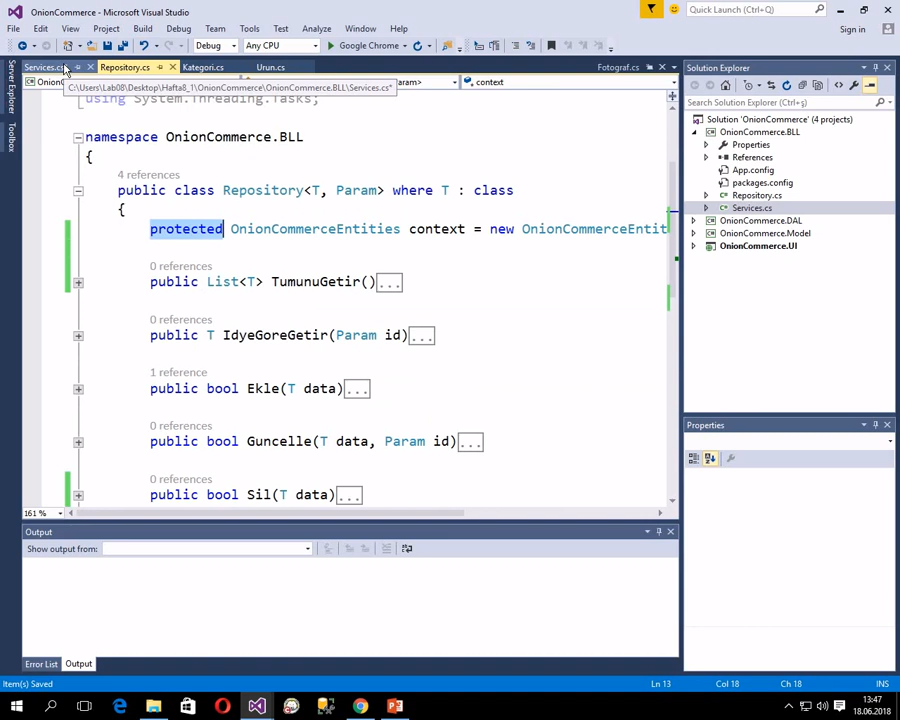 OnionCommerce - Microsoft Visual Studio
Quick Launch (Ctrl+Q)
File Edit View Project Build Debug Team Tools Architecture Test Analyze Window Help
Sign in
Debug Any CPU Google Chrome
Services.cs* Repository.cs Kategori.cs Urun.cs Fotograf.cs
Param> context
C:\Users\Lab08\Desktop\Hafta8_1\OnionCommerce\OnionCommerce.BLL\Services.cs*
Server Explorer
Toolbox
using System.Threading.Tasks;
namespace OnionCommerce.BLL
{
4 references
public class Repository<T, Param> where T : class
{
protected OnionCommerceEntities context = new OnionCommerceEntit
0 references
public List<T> TumunuGetir()...
0 references
public T IdyeGoreGetir(Param id)...
1 reference
public bool Ekle(T data)...
0 references
public bool Guncelle(T data, Param id)...
0 references
public bool Sil(T data)...
161 %
Output
Show output from:
Error List Output
Solution Explorer
Search Solution Explorer (Ctrl+ş)
Solution 'OnionCommerce' (4 projects)
OnionCommerce.BLL
Properties
References
App.config
packages.config
Repository.cs
Services.cs
OnionCommerce.DAL
OnionCommerce.Model
OnionCommerce.UI
Properties
Item(s) Saved Ln 13 Col 18 Ch 18 INS
13:47
18.06.2018